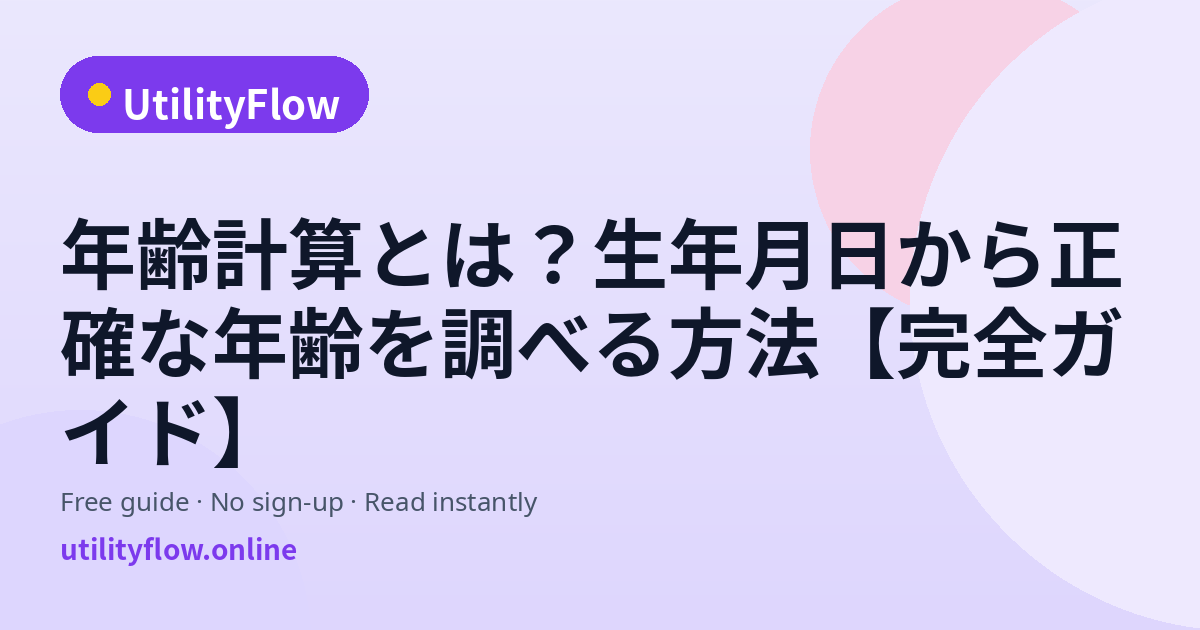 UtilityFlow
年齢計算とは？生年月日から正
確な年齢を調べる方法【完全ガ
イド】
Free guide · No sign-up · Read instantly
utilityflow.online